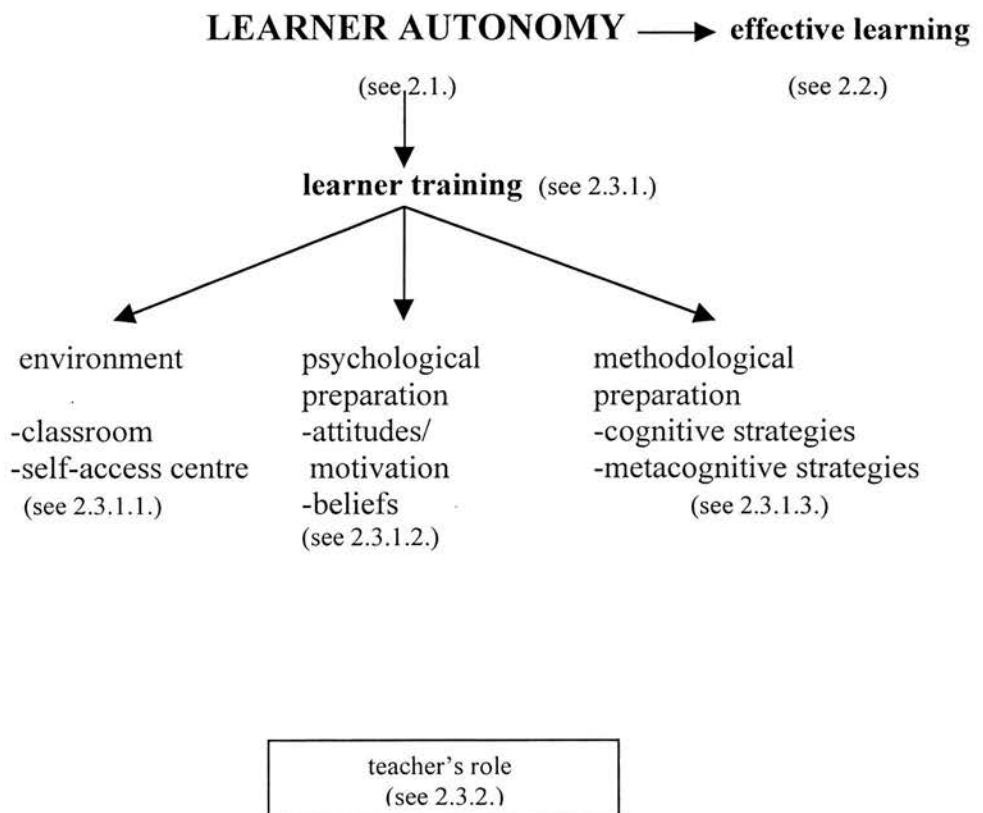 LEARNER AUTONOMY effective learning
(see 2.1.) (see 2.2.)
learner training (see 2.3.1.)
environment
-classroom
-self-access centre
(see 2.3.1.1.)
psychological
preparation
-attitudes/
motivation
-beliefs
(see 2.3.1.2.)
methodological
preparation
-cognitive strategies
-metacognitive strategies
(see 2.3.1.3.)
teacher's role
(see 2.3.2.)